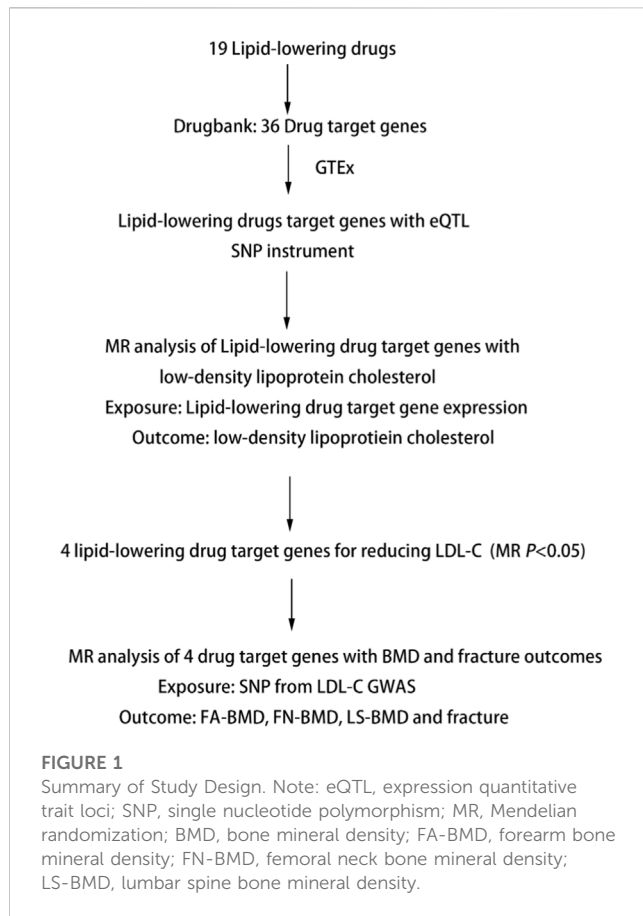 19 Lipid-lowering drugs
Drugbank: 36 Drug target genes
GTEx
Lipid-lowering drugs target genes with eQTL
SNP instrument
MR analysis of Lipid-lowering drug target genes with
low-density lipoprotein cholesterol
Exposure: Lipid-lowering drug target gene expression
Outcome: low-density lipoptiein cholesterol
4 lipid-lowering drug target genes for reducing LDL-C (MR P<0.05)
MR analysis of 4 drug target genes with BMD and fracture outcomes
Exposure: SNP from LDL-C GWAS
Outcome: FA-BMD, FN-BMD, LS-BMD and fracture
FIGURE 1
Summary of Study Design. Note: eQTL, expression quantitative
trait loci; SNP, single nucleotide polymorphism; MR, Mendelian
randomization; BMD, bone mineral density; FA-BMD, forearm bone
mineral density; FN-BMD, femoral neck bone mineral density;
LS-BMD, lumbar spine bone mineral density.